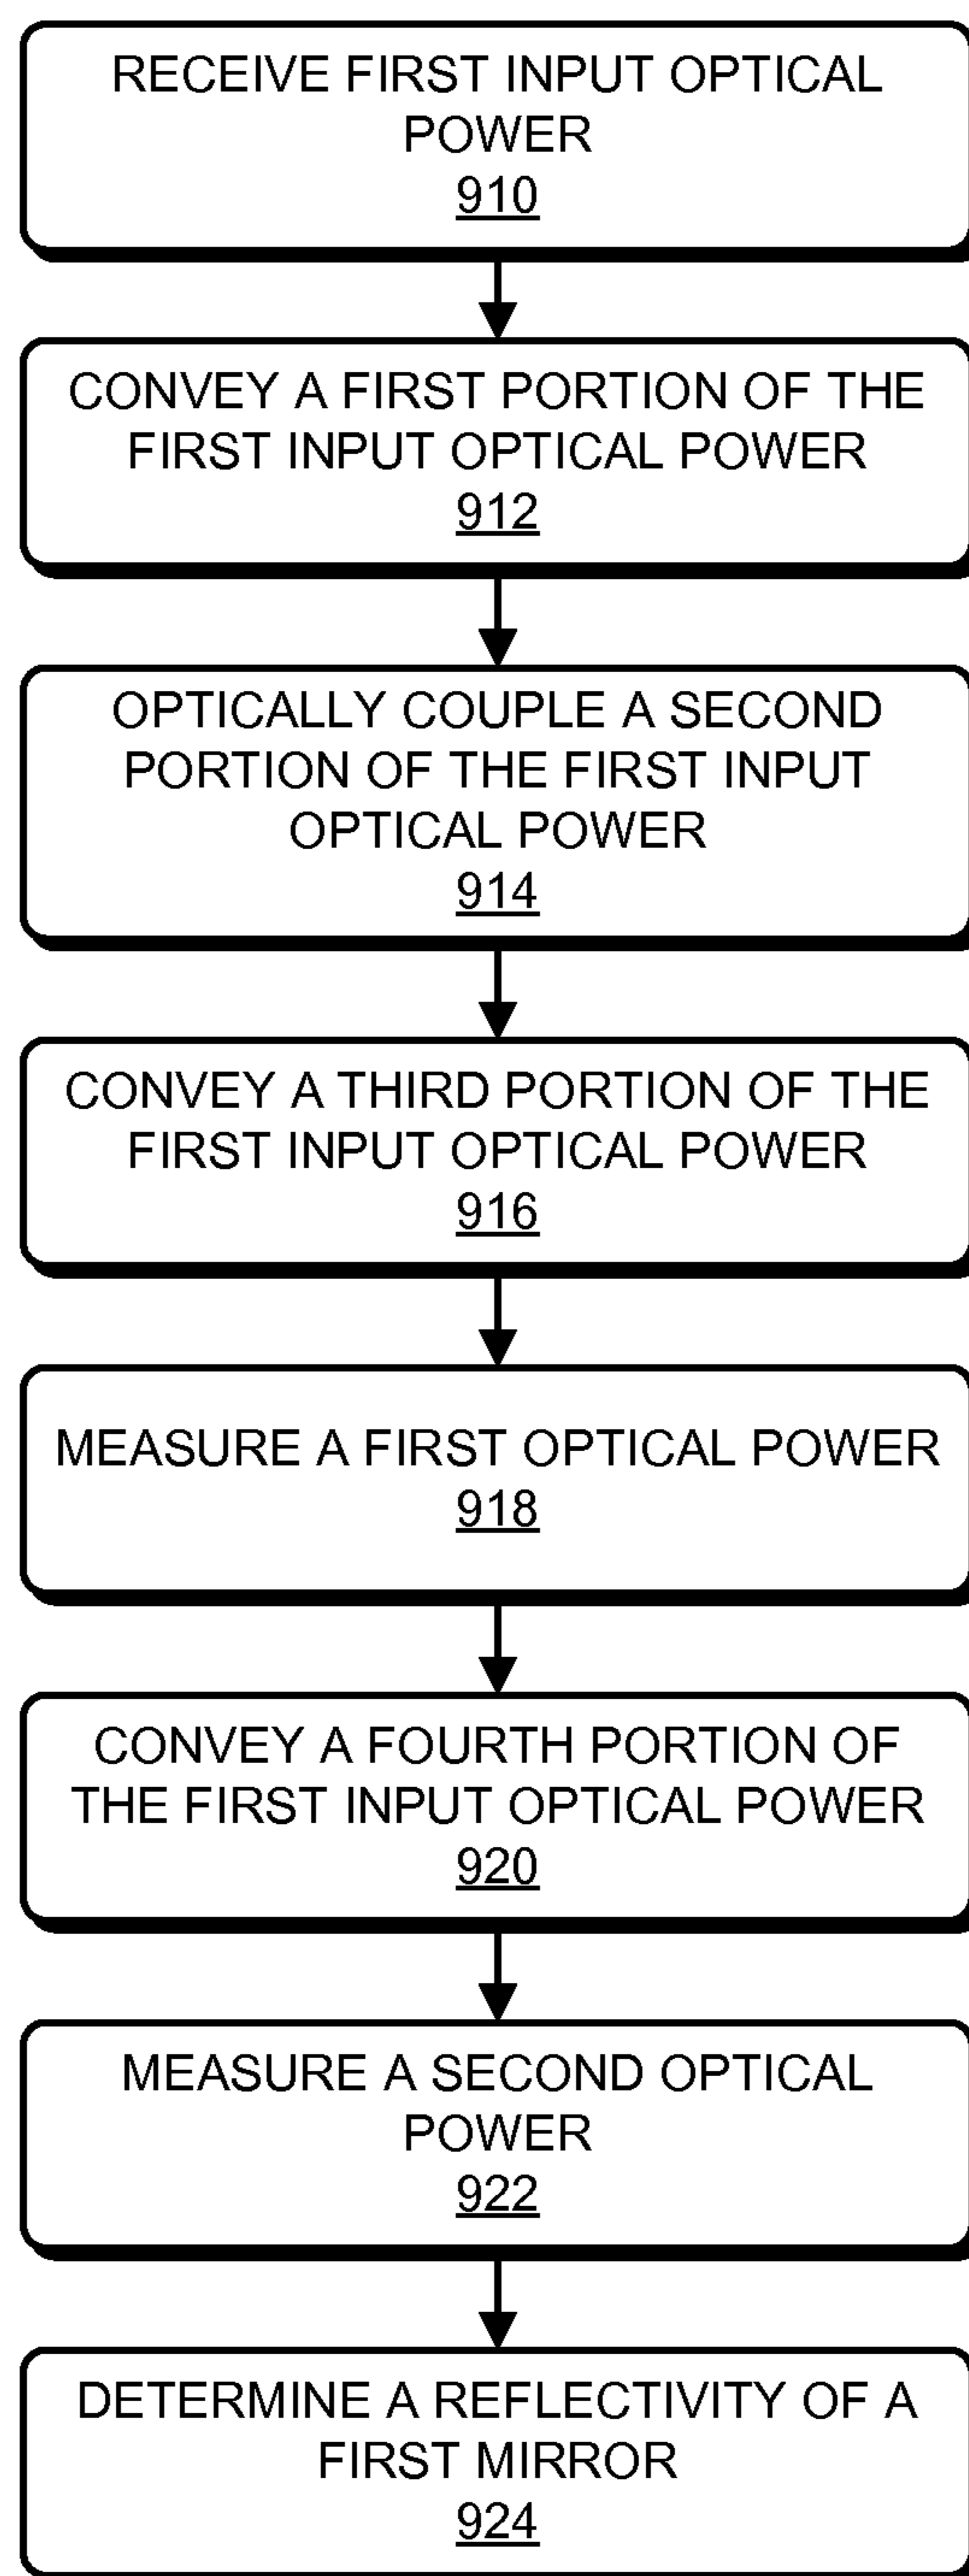 RECEIVE FIRST INPUT OPTICAL
POWER
910
CONVEY A FIRST PORTION OF THE
FIRST INPUT OPTICAL POWER
912
OPTICALLY COUPLE A SECOND
PORTION OF THE FIRST INPUT
OPTICAL POWER
914
CONVEY A THIRD PORTION OF THE
FIRST INPUT OPTICAL POWER
916
MEASURE A FIRST OPTICAL POWER
918
CONVEY A FOURTH PORTION OF
THE FIRST INPUT OPTICAL POWER
920
MEASURE A SECOND OPTICAL
POWER
922
DETERMINE A REFLECTIVITY OF A
FIRST MIRROR
924